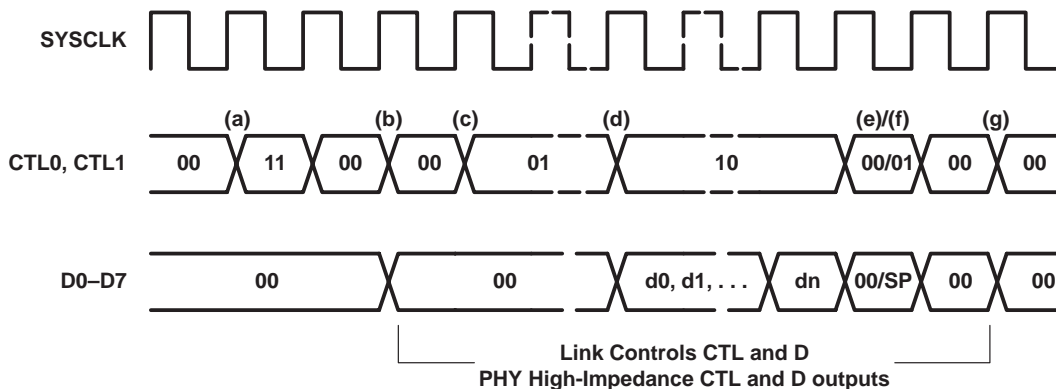 SYSCLK
(a) (b) (c) (d) (e)/(f) (g)
CTL0, CTL1 00 11 00 00 01 10 00/01 00 00
D0–D7 00 00 d0, d1, . . . dn 00/SP 00 00
Link Controls CTL and D
PHY High-Impedance CTL and D outputs